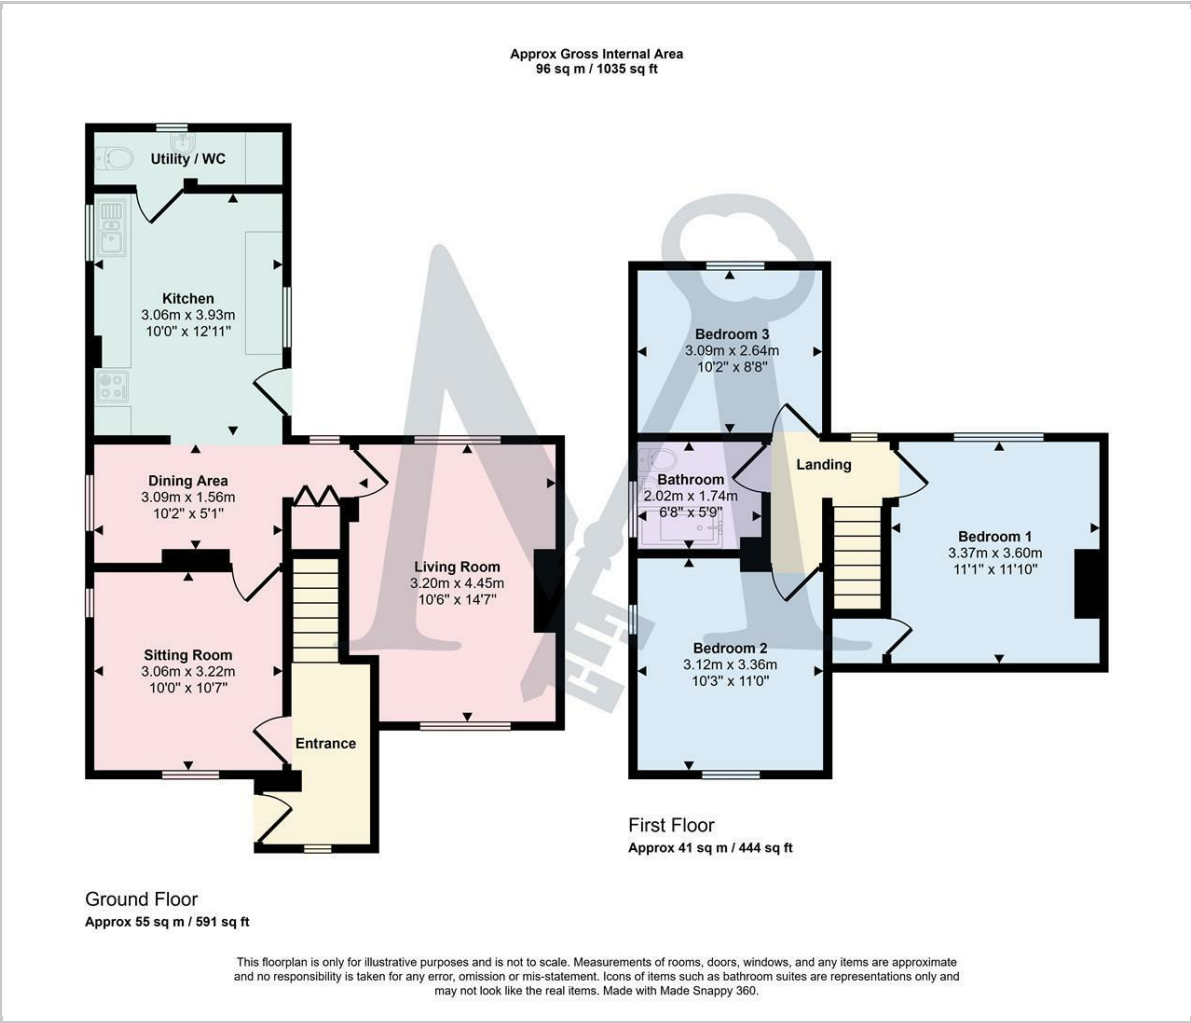 Approx Gross Internal Area
96 sq m / 1035 sq ft
Utility / WC
Kitchen
3.06m x 3.93m
10'0" x 12'11"
Dining Area
3.09m x 1.56m
10'2" x 5'1"
Living Room
3.20m x 4.45m
10'6" x 14'7"
Sitting Room
3.06m x 3.22m
10'0" x 10'7"
Entrance
Ground Floor
Approx 55 sq m / 591 sq ft
Bedroom 3
3.09m x 2.64m
10'2" x 8'8"
Landing
Bathroom
2.02m x 1.74m
6'8" x 5'9"
Bedroom 1
3.37m x 3.60m
11'1" x 11'10"
Bedroom 2
3.12m x 3.36m
10'3" x 11'0"
First Floor
Approx 41 sq m / 444 sq ft
This floorplan is only for illustrative purposes and is not to scale. Measurements of rooms, doors, windows, and any items are approximate
and no responsibility is taken for any error, omission or mis-statement. Icons of items such as bathroom suites are representations only and
may not look like the real items. Made with Made Snappy 360.